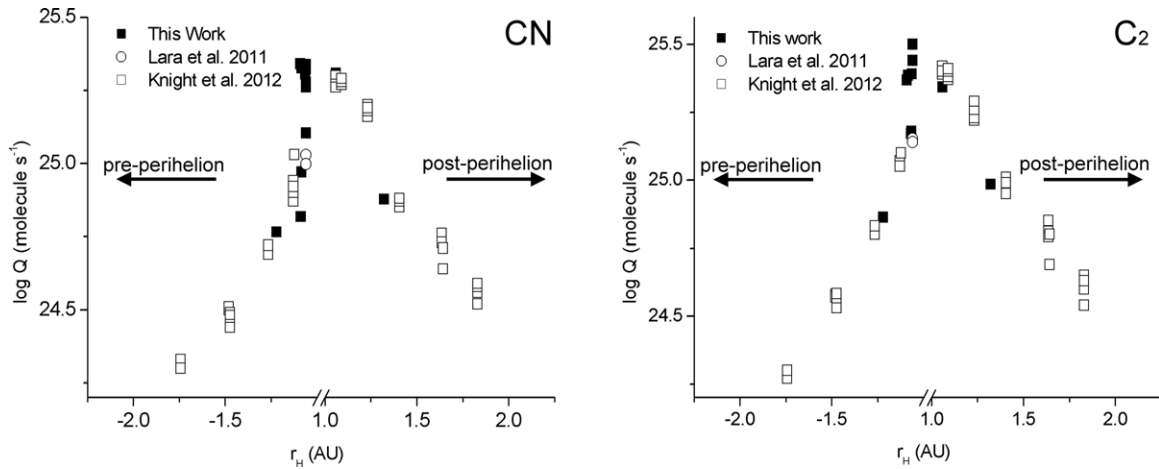 CN
This Work
Lara et al. 2011
Knight et al. 2012
25.5
25.0
24.5
log Q (molecule s⁻¹)
pre-perihelion
post-perihelion
-2.0 -1.5 1.0 1.5 2.0
r_H (AU)
C2
This work
Lara et al. 2011
Knight et al. 2012
25.5
25.0
24.5
log Q (molecule s⁻¹)
pre-perihelion
post-perihelion
-2.0 -1.5 1.0 1.5 2.0
r_H (AU)